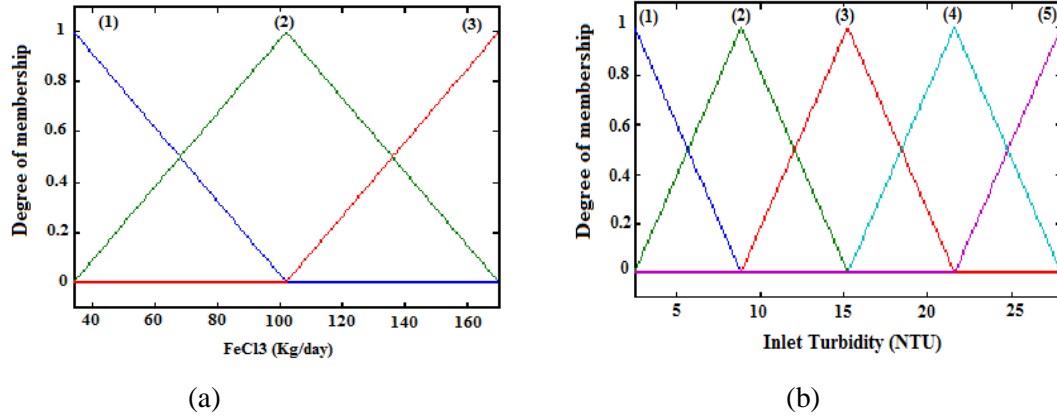 (1) (2) (3)
1
0.8
0.6
0.4
0.2
0
Degree of membership
40 60 80 100 120 140 160
FeCl3 (Kg/day)
(a)
(1) (2) (3) (4) (5)
1
0.8
0.6
0.4
0.2
0
Degree of membership
5 10 15 20 25
Inlet Turbidity (NTU)
(b)